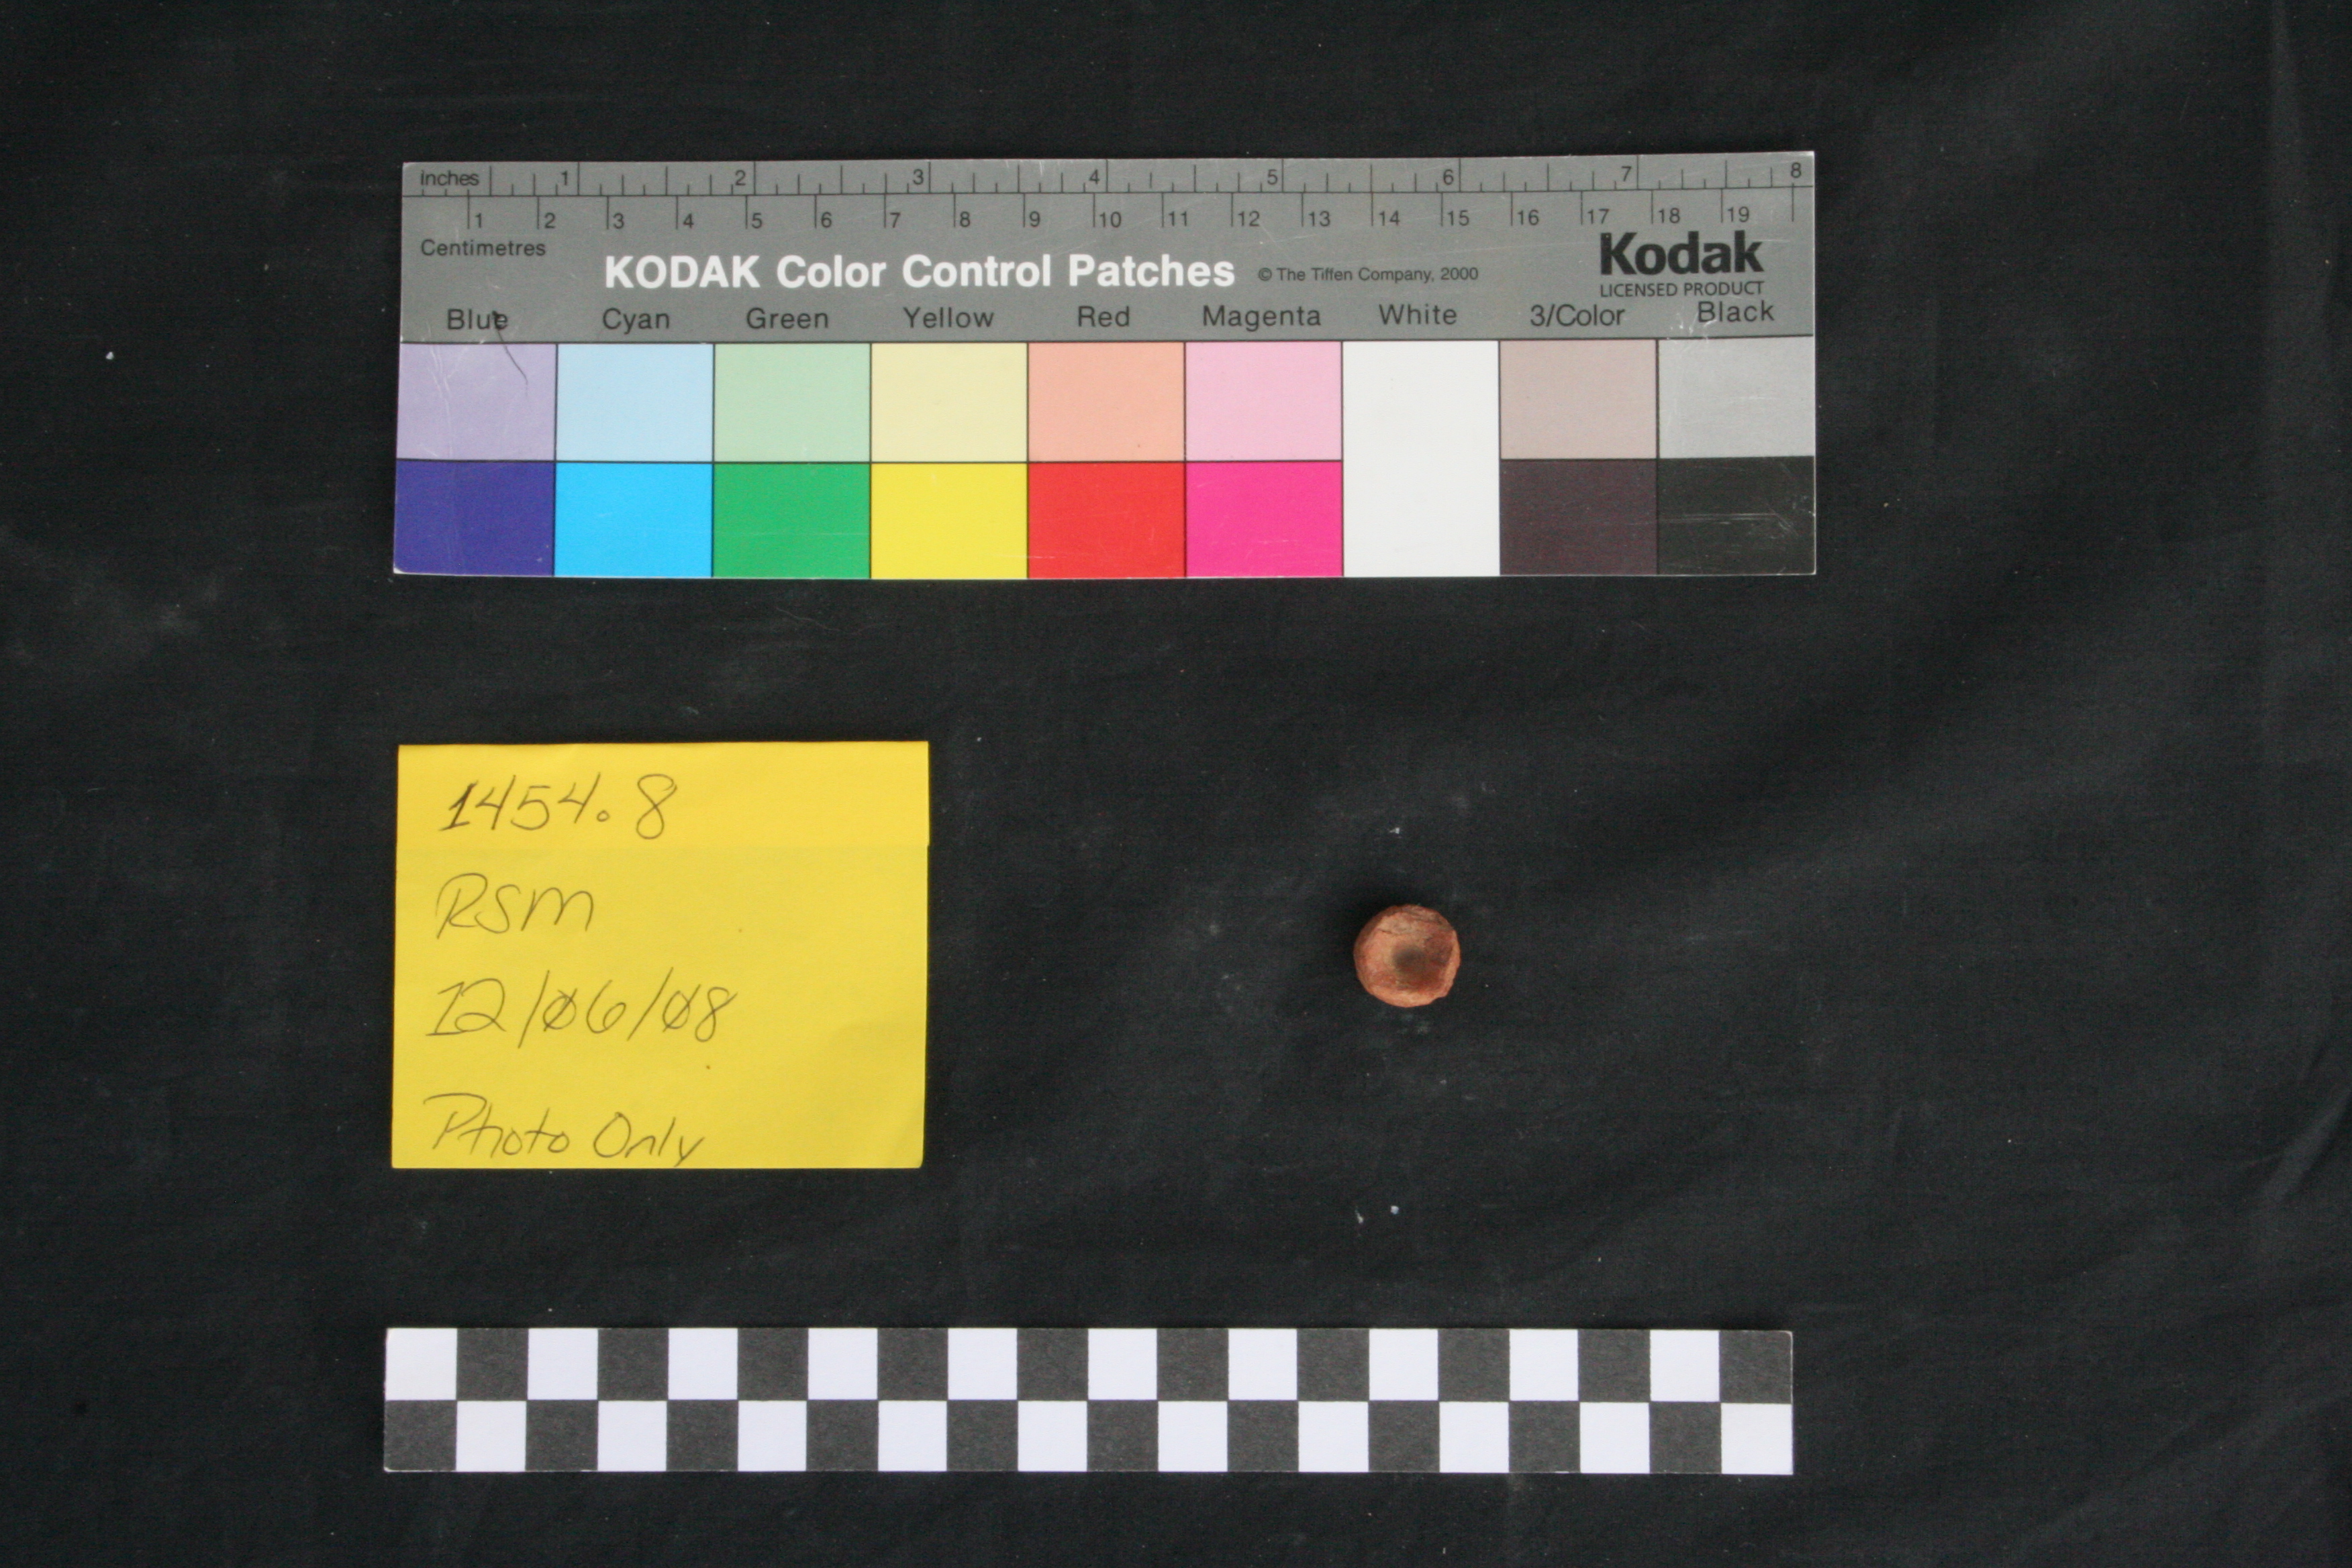 inches 1 2 3 4 5 6 7 8
1 2 3 4 5 6 7 8 9 10 11 12 13 14 15 16 17 18 19
Centimetres
KODAK Color Control Patches © The Tiffen Company, 2000
Kodak
LICENSED PRODUCT
Blue Cyan Green Yellow Red Magenta White 3/Color Black
1454.8
RSM
12/06/08
Photo Only